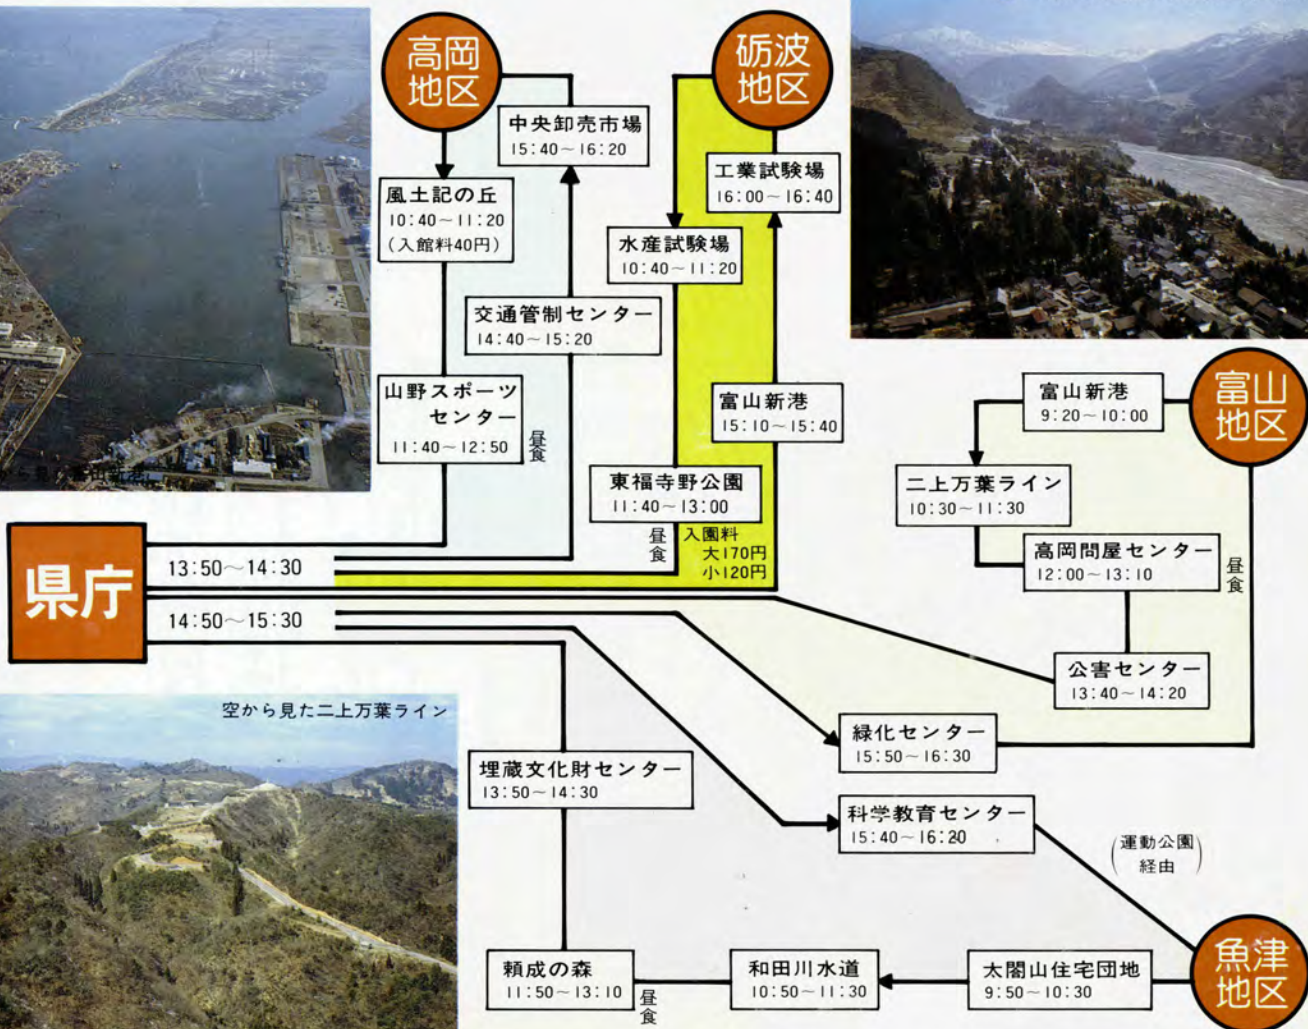 高岡
地区
中央卸売市場
15:40～16:20
風土記の丘
10:40～11:20
(入館料40円)
交通管制センター
14:40～15:20
山野スポーツ
センター
11:40～12:50
昼食
砺波
地区
工業試験場
16:00～16:40
水産試験場
10:40～11:20
富山新港
15:10～15:40
東福寺野公園
11:40～13:00
昼食
入園料
大170円
小120円
富山
地区
富山新港
9:20～10:00
二上万葉ライン
10:30～11:30
高岡問屋センター
12:00～13:10
昼食
公害センター
13:40～14:20
県庁
13:50～14:30
14:50～15:30
緑化センター
15:50～16:30
空から見た二上万葉ライン
埋蔵文化財センター
13:50～14:30
科学教育センター
15:40～16:20
(運動公園
経由)
魚津
地区
太閤山住宅団地
9:50～10:30
和田川水道
10:50～11:30
頼成の森
11:50～13:10
昼食